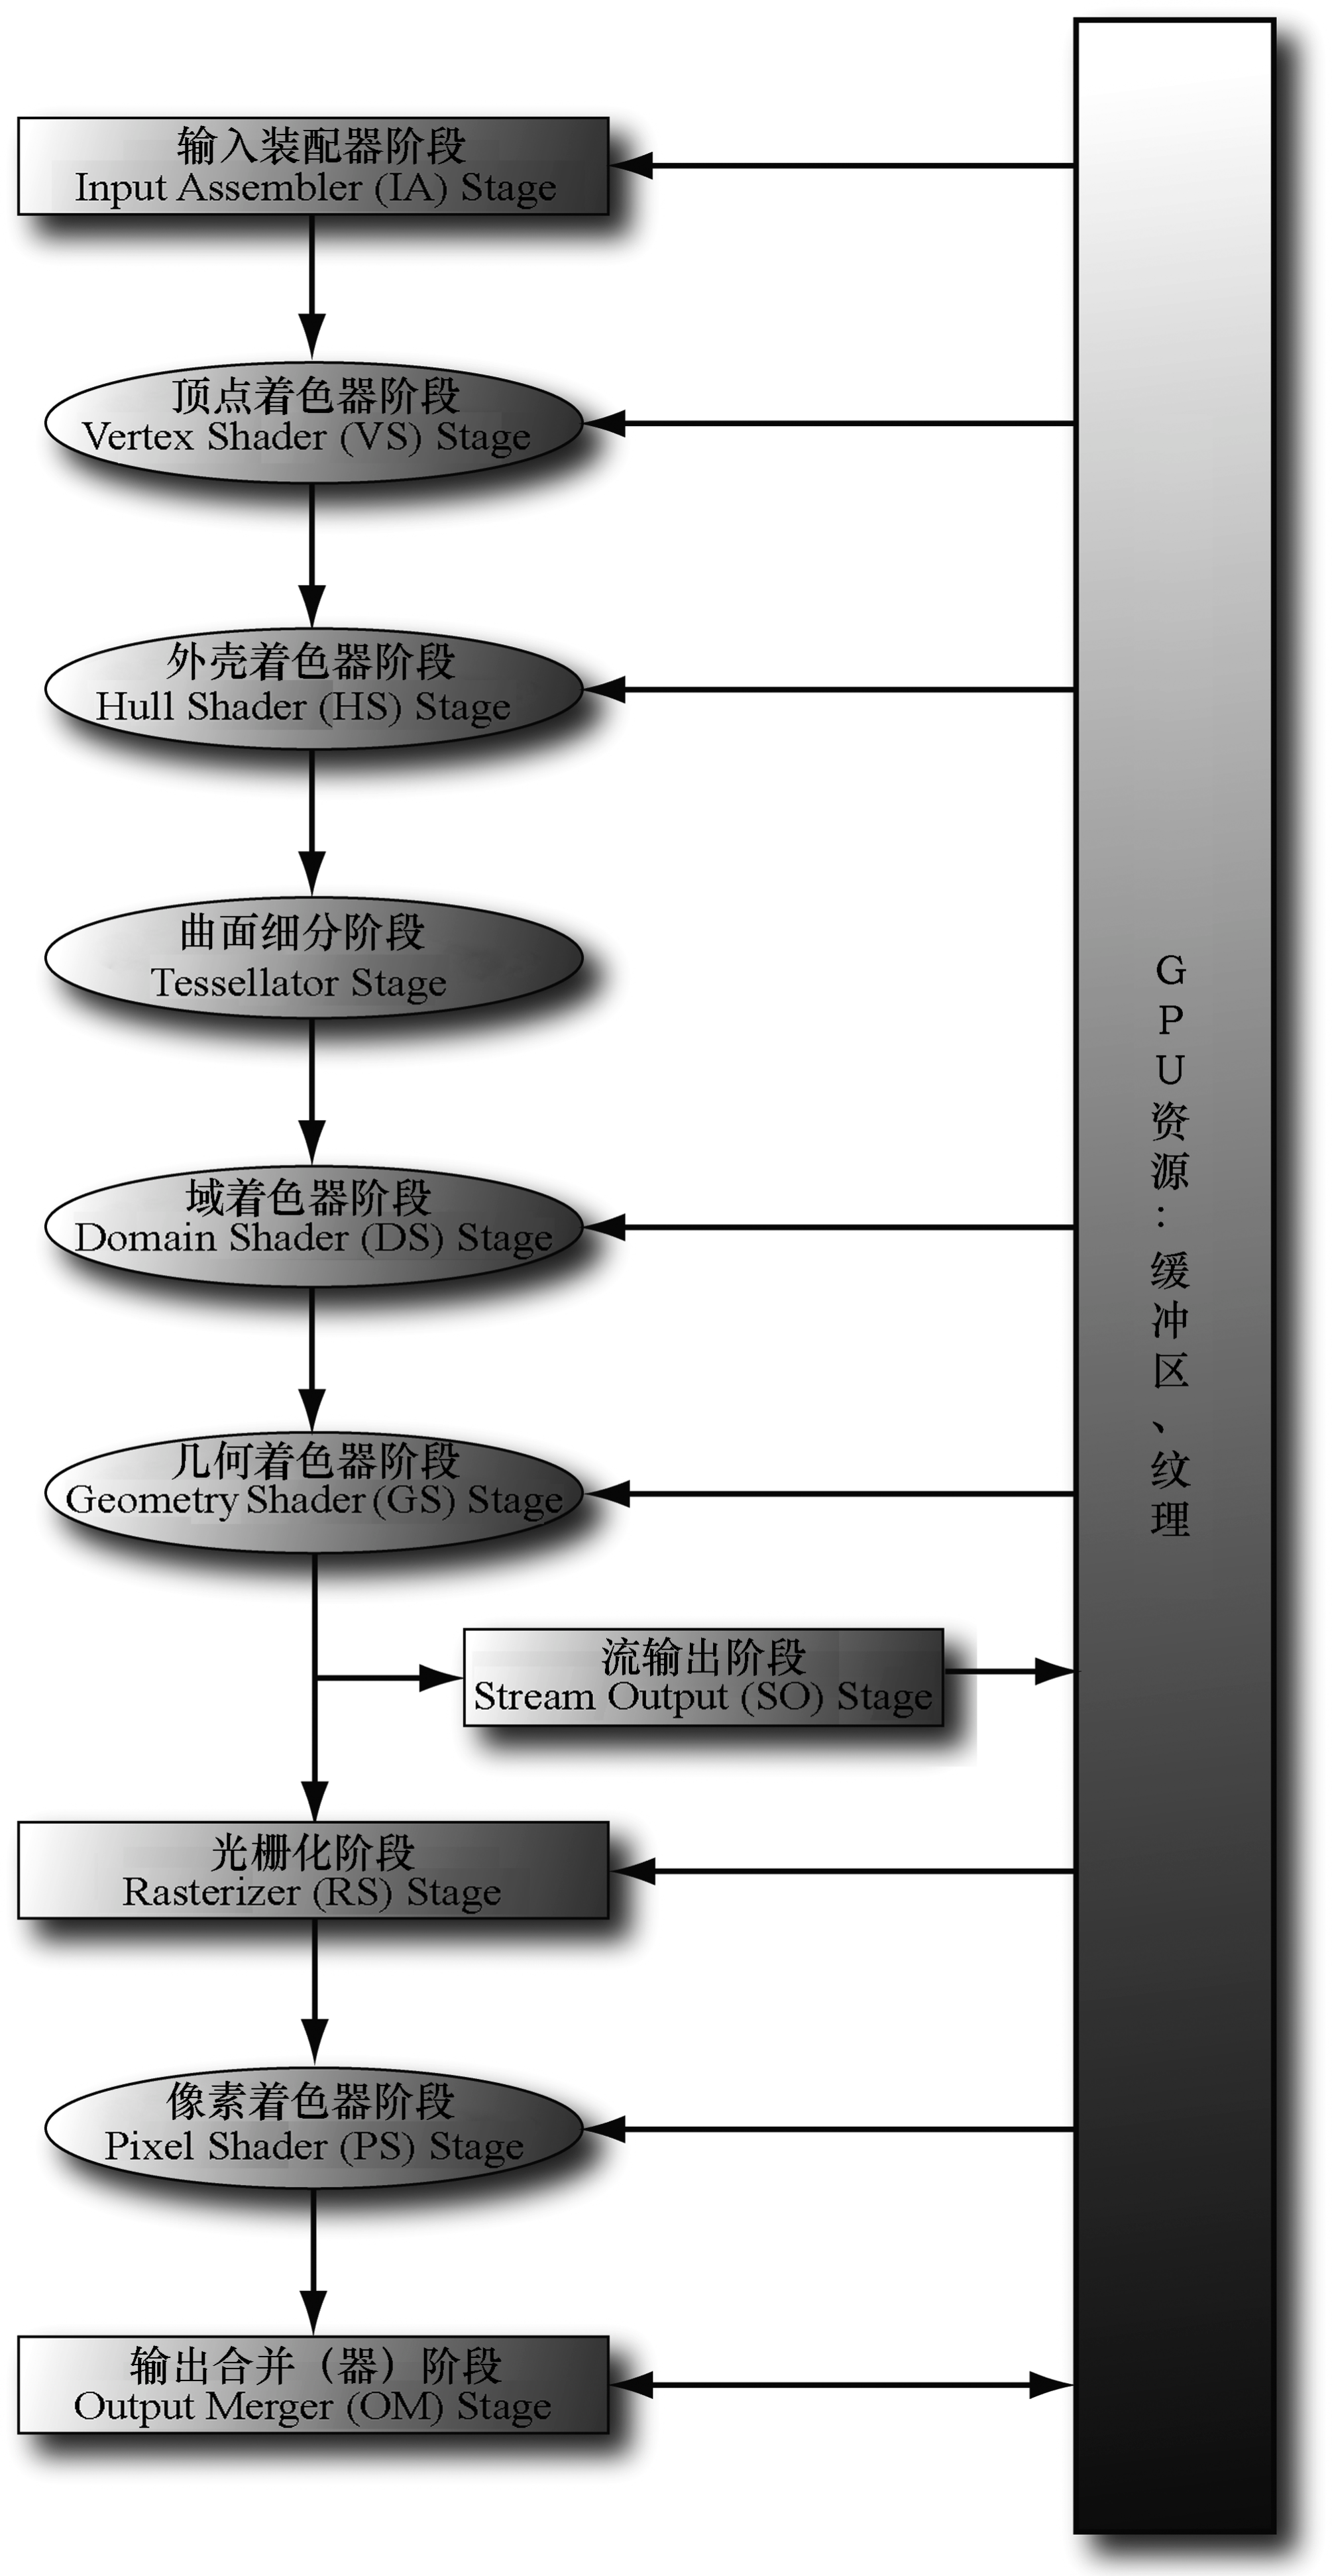 输入装配器阶段
Input Assembler (IA) Stage
顶点着色器阶段
Vertex Shader (VS) Stage
外壳着色器阶段
Hull Shader (HS) Stage
曲面细分阶段
Tessellator Stage
域着色器阶段
Domain Shader (DS) Stage
几何着色器阶段
Geometry Shader (GS) Stage
流输出阶段
Stream Output (SO) Stage
光栅化阶段
Rasterizer (RS) Stage
像素着色器阶段
Pixel Shader (PS) Stage
输出合并（器）阶段
Output Merger (OM) Stage
GPU资源：缓冲区、纹理